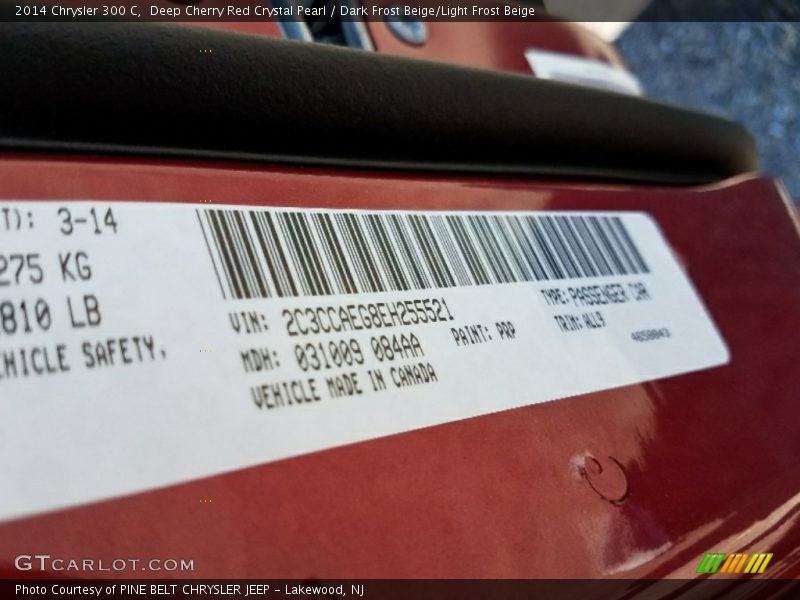 2014 Chrysler 300 C, Deep Cherry Red Crystal Pearl / Dark Frost Beige/Light Frost Beige
T): 3-14
275 KG
810 LB
EHICLE SAFETY,
VIN: 2C3CCAEG8EH255521
TYPE: PASSENGER CAR
MDH: 031009 084AA
PAINT: PRP
TRIM: ALL9
VEHICLE MADE IN CANADA
GTCARLOT.COM
Photo Courtesy of PINE BELT CHRYSLER JEEP - Lakewood, NJ